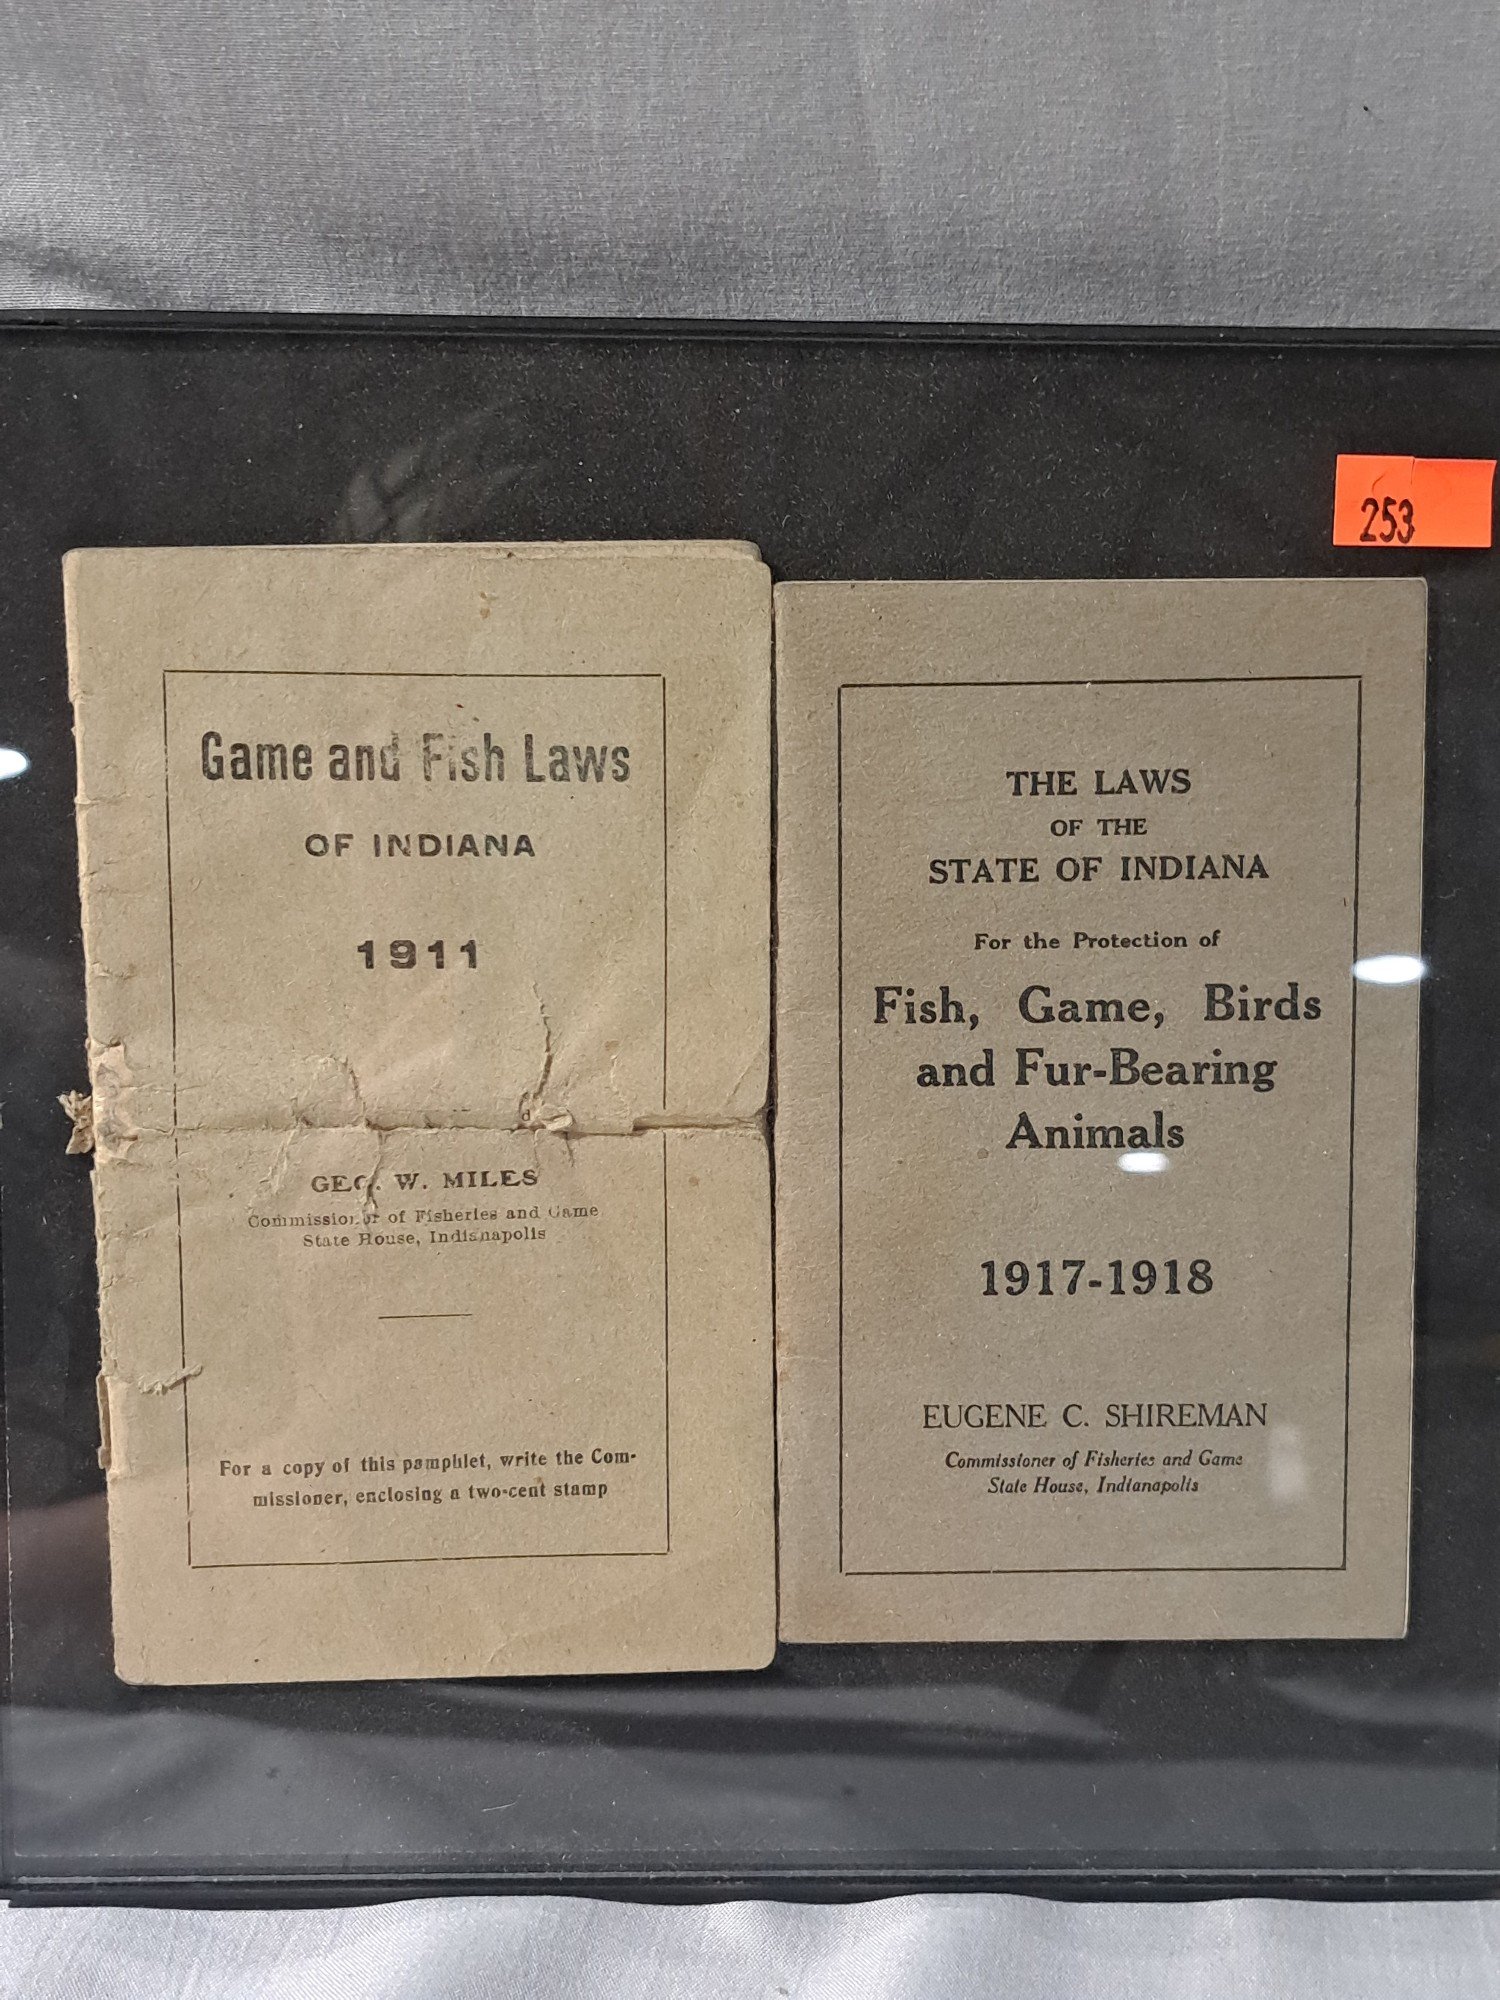 253
Game and Fish Laws
OF INDIANA
1911
GEO. W. MILES
Commissioner of Fisheries and Game
State House, Indianapolis
For a copy of this pamphlet, write the Com-
missioner, enclosing a two-cent stamp
THE LAWS
OF THE
STATE OF INDIANA
For the Protection of
Fish, Game, Birds
and Fur-Bearing
Animals
1917-1918
EUGENE C. SHIREMAN
Commissioner of Fisheries and Game
State House, Indianapolis